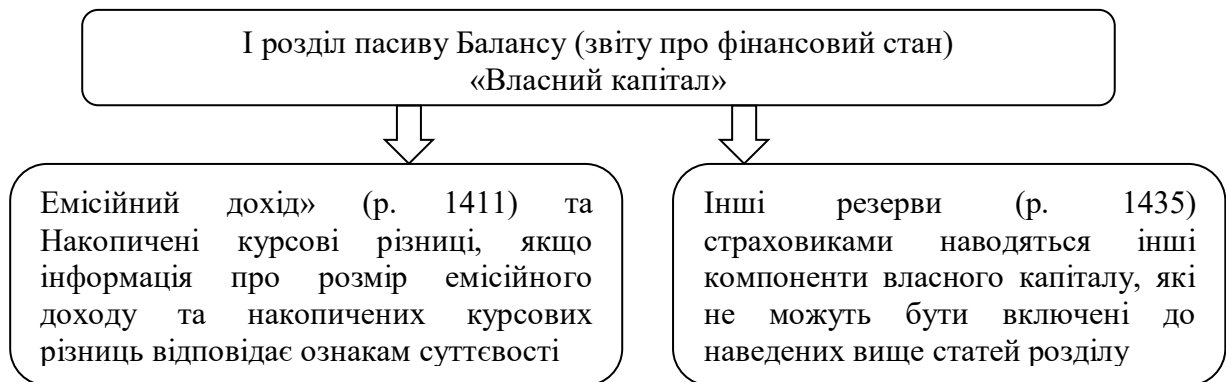 І розділ пасиву Балансу (звіту про фінансовий стан)
«Власний капітал»
Емісійний дохід» (р. 1411) та
Накопичені курсові різниці, якщо
інформація про розмір емісійного
доходу та накопичених курсових
різниць відповідає ознакам суттєвості
Інші резерви (р. 1435)
страховиками наводяться інші
компоненти власного капіталу, які
не можуть бути включені до
наведених вище статей розділу